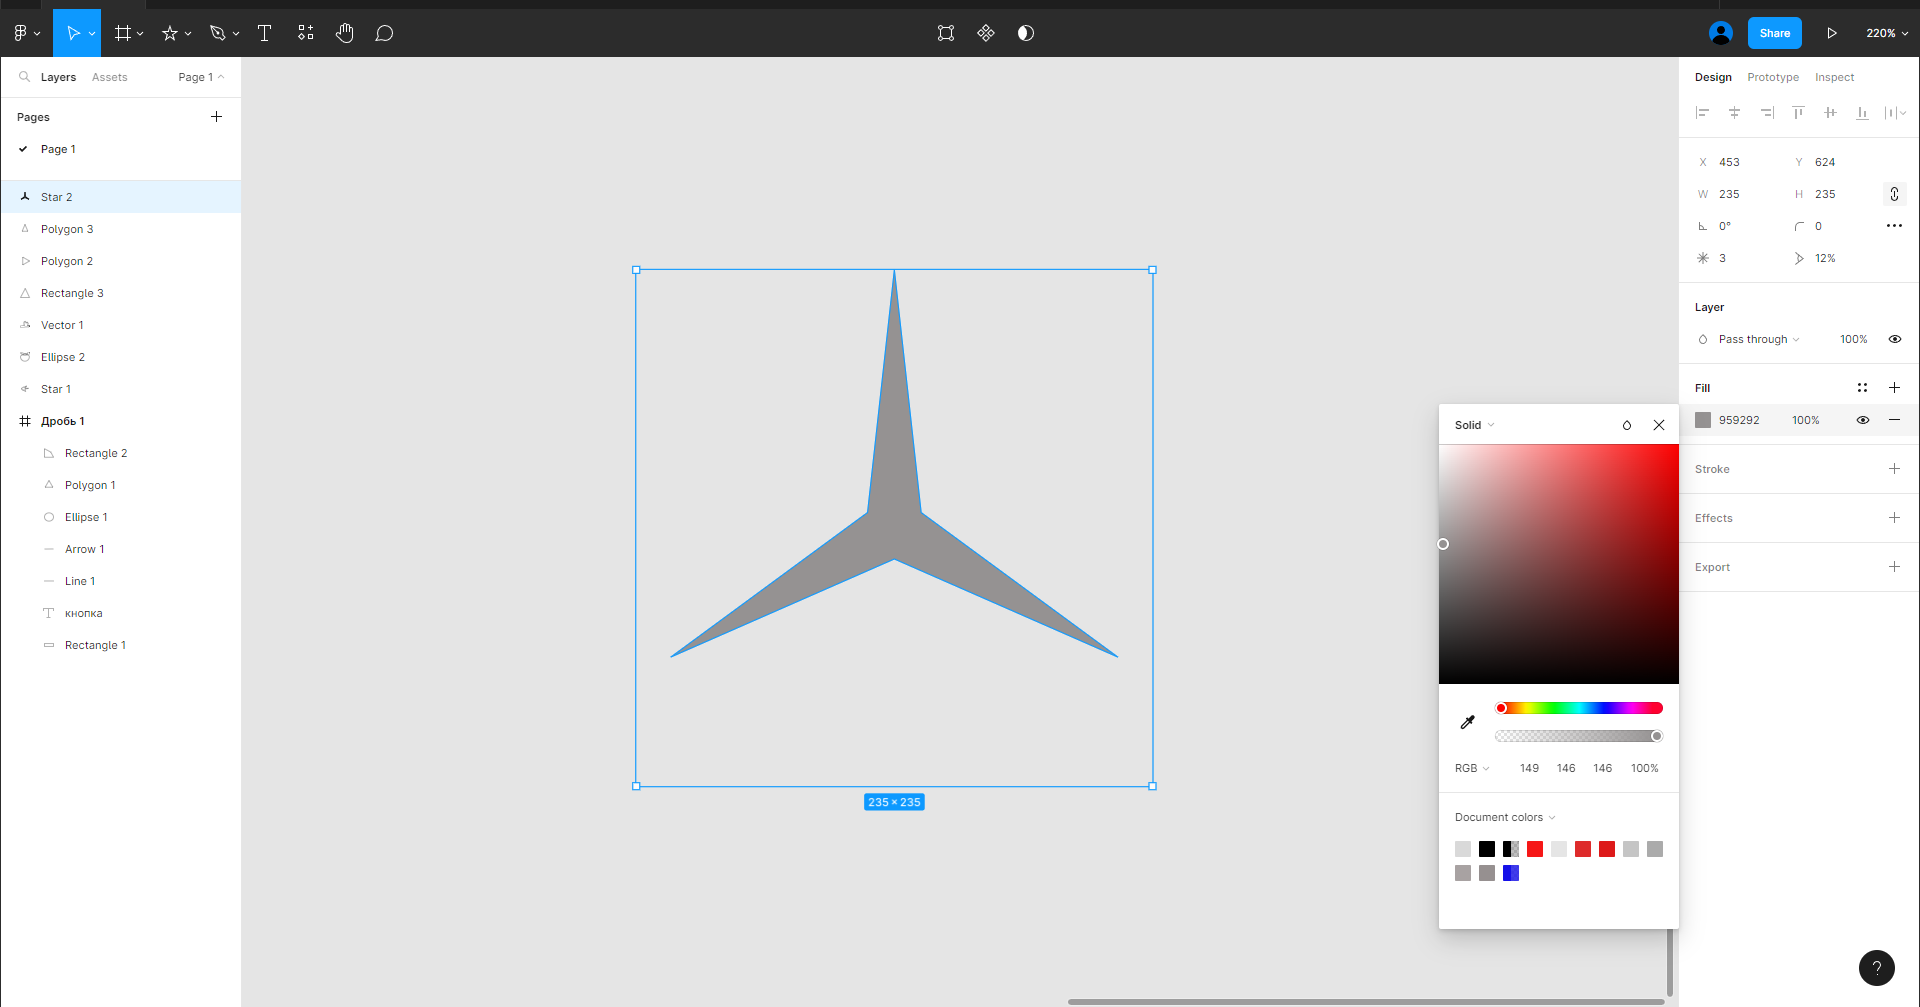 Share
220%
Layers
Assets
Page 1
Pages
Page 1
Star 2
Polygon 3
Polygon 2
Rectangle 3
Vector 1
Ellipse 2
Star 1
Дробь 1
Rectangle 2
Polygon 1
Ellipse 1
Arrow 1
Line 1
кнопка
Rectangle 1
235 × 235
Design
Prototype
Inspect
X 453 Y 624
W 235 H 235
0° 0
3 12%
Layer
Pass through 100%
Fill
959292 100%
Stroke
Effects
Export
Solid
RGB 149 146 146 100%
Document colors
?